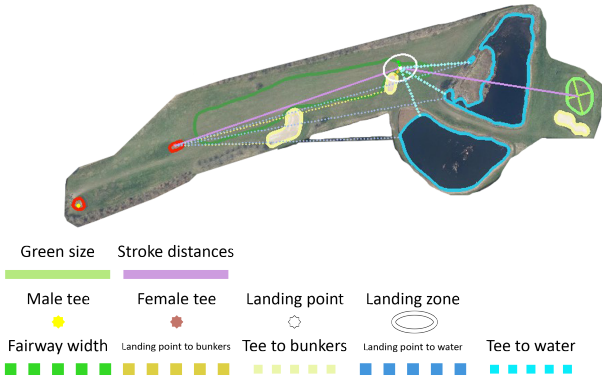 Green size Stroke distances
Male tee Female tee Landing point Landing zone
Fairway width Landing point to bunkers Tee to bunkers Landing point to water Tee to water